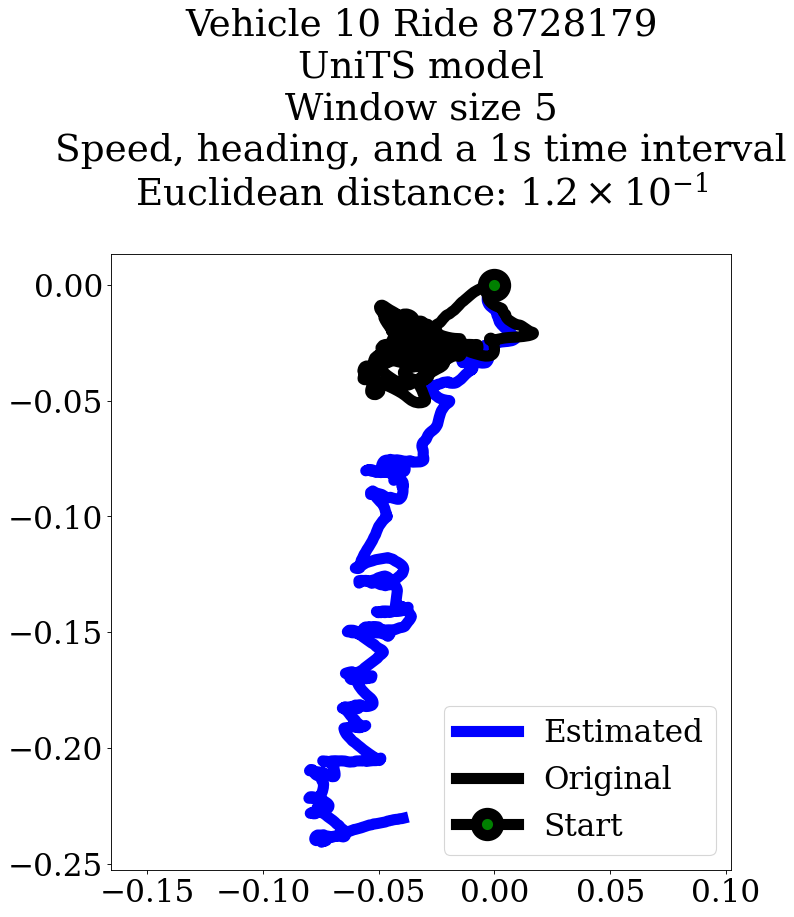 Vehicle 10 Ride 8728179
UniTS model
Window size 5
Speed, heading, and a 1s time interval
Euclidean distance: 1.2 × 10⁻¹
0.00
−0.05
−0.10
−0.15
−0.20
−0.25
Estimated
Original
Start
−0.15 −0.10 −0.05 0.00 0.05 0.10